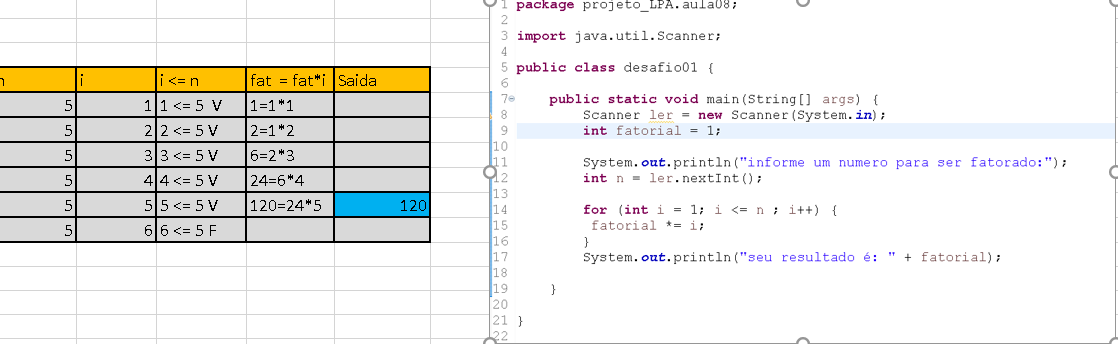 n i i <= n fat = fat*i Saida
5 1 1 <= 5 V 1=1*1
5 2 2 <= 5 V 2=1*2
5 3 3 <= 5 V 6=2*3
5 4 4 <= 5 V 24=6*4
5 5 5 <= 5 V 120=24*5 120
5 6 6 <= 5 F
1 package projeto_LPA.aula08;
2
3 import java.util.Scanner;
4
5 public class desafio01 {
6
7 public static void main(String[] args) {
8 Scanner ler = new Scanner(System.in);
9 int fatorial = 1;
10
11 System.out.println("informe um numero para ser fatorado:");
12 int n = ler.nextInt();
13
14 for (int i = 1; i <= n ; i++) {
15 fatorial *= i;
16 }
17 System.out.println("seu resultado é: " + fatorial);
18
19 }
20
21 }
22